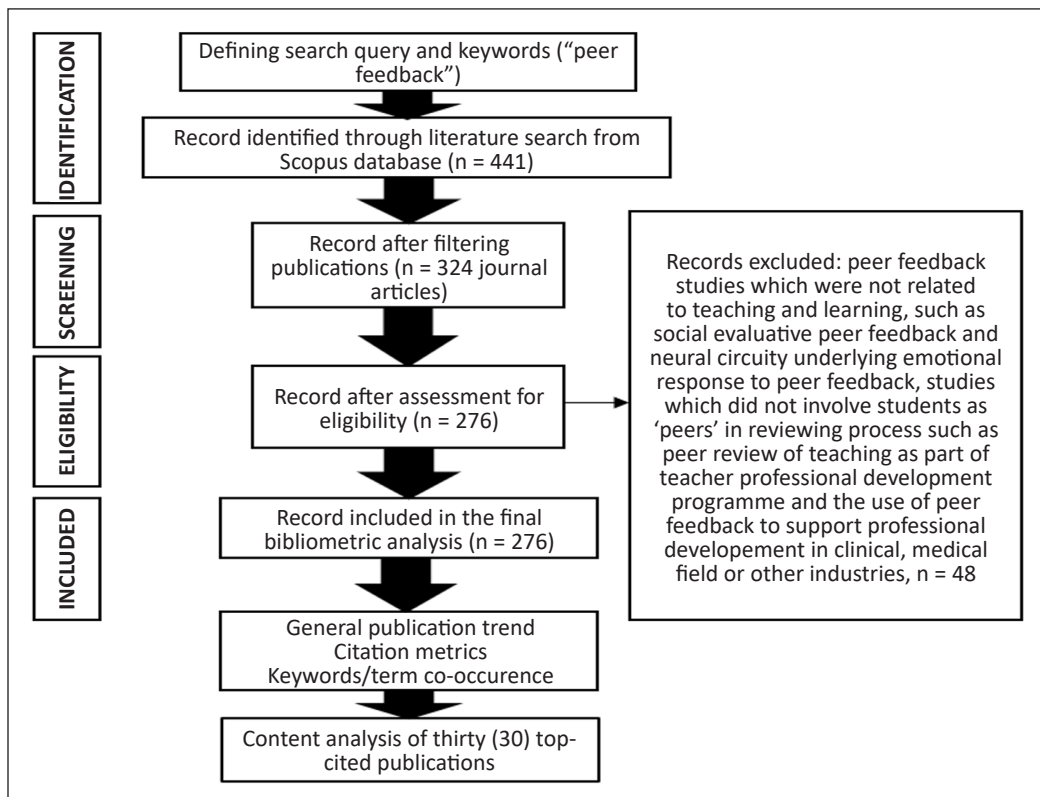 IDENTIFICATION
Defining search query and keywords (“peer
feedback”)
Record identified through literature search from
Scopus database (n = 441)
SCREENING
Record after filtering
publications (n = 324 journal
articles)
ELIGIBILITY
Record after assessment for
eligibility (n = 276)
Records excluded: peer feedback
studies which were not related
to teaching and learning, such as
social evaluative peer feedback and
neural circuity underlying emotional
response to peer feedback, studies
which did not involve students as
‘peers’ in reviewing process such as
peer review of teaching as part of
teacher professional development
programme and the use of peer
feedback to support professional
developement in clinical, medical
field or other industries, n = 48
INCLUDED
Record included in the final
bibliometric analysis (n = 276)
General publication trend
Citation metrics
Keywords/term co-occurence
Content analysis of thirty (30) top-
cited publications